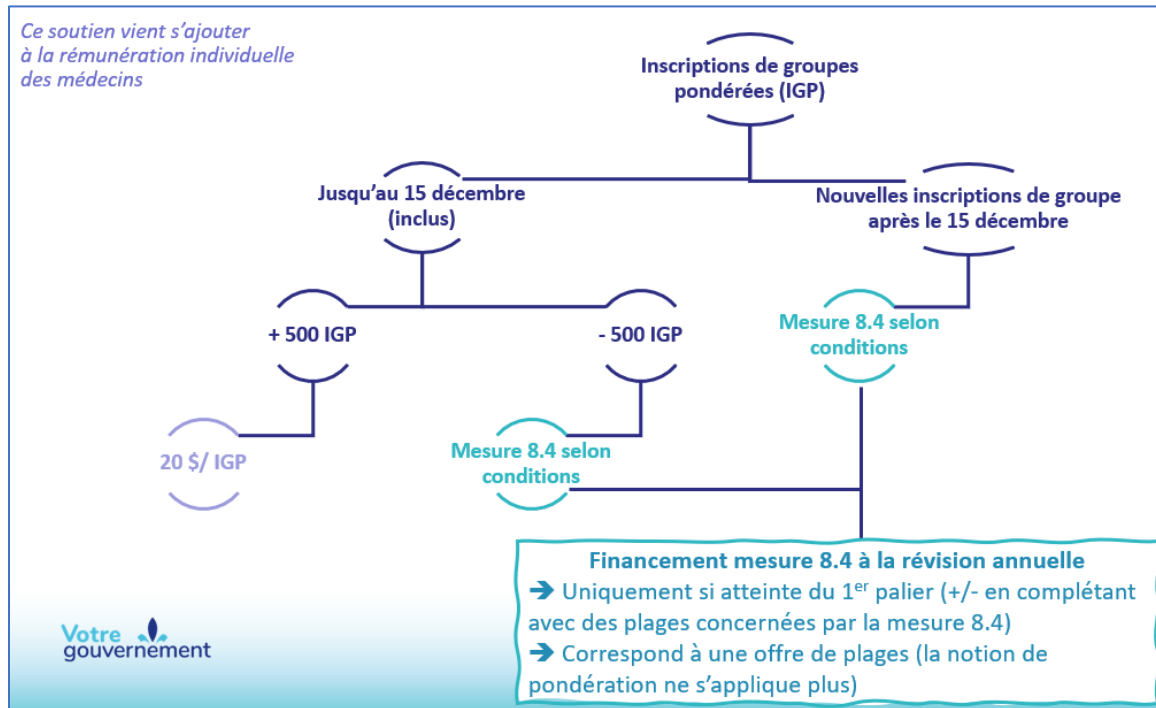 Ce soutien vient s’ajouter
à la rémunération individuelle
des médecins
Inscriptions de groupes
pondérées (IGP)
Jusqu’au 15 décembre
(inclus)
Nouvelles inscriptions de groupe
après le 15 décembre
+ 500 IGP
- 500 IGP
Mesure 8.4 selon
conditions
20 $/ IGP
Mesure 8.4 selon
conditions
Financement mesure 8.4 à la révision annuelle
➔ Uniquement si atteinte du 1er palier (+/- en complétant
avec des plages concernées par la mesure 8.4)
➔ Correspond à une offre de plages (la notion de
pondération ne s’applique plus)
Votre
gouvernement